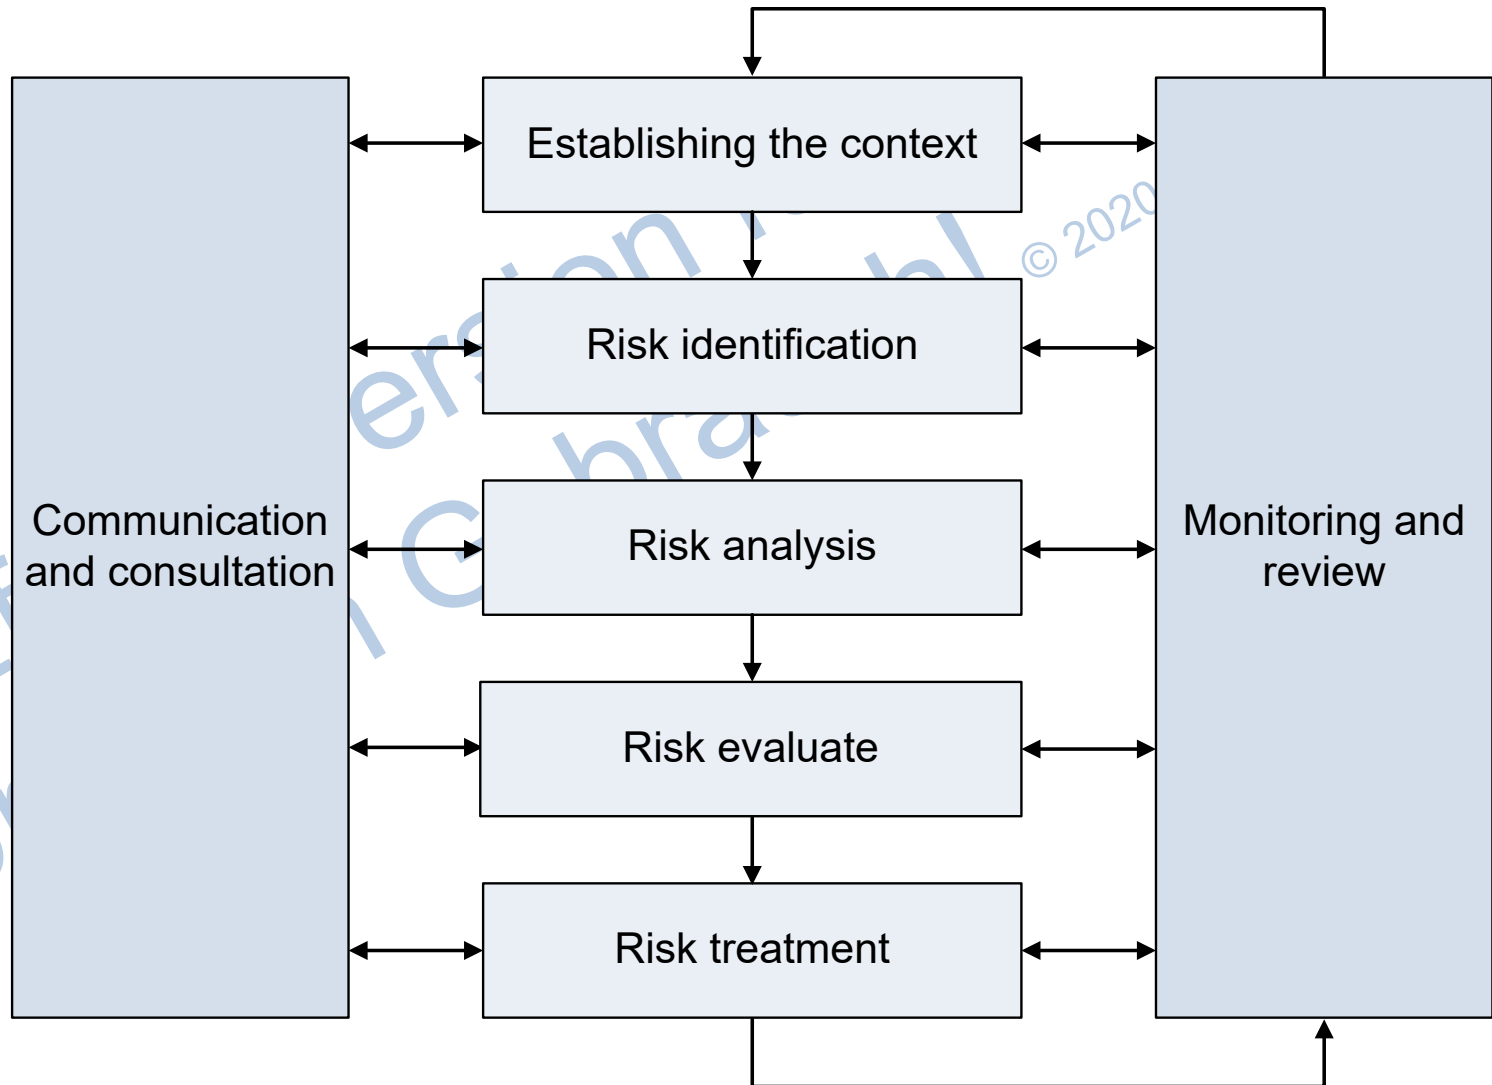 Establishing the context
© 2020
Risk identification
Communication
and consultation
Risk analysis
Monitoring and
review
Risk evaluate
Risk treatment